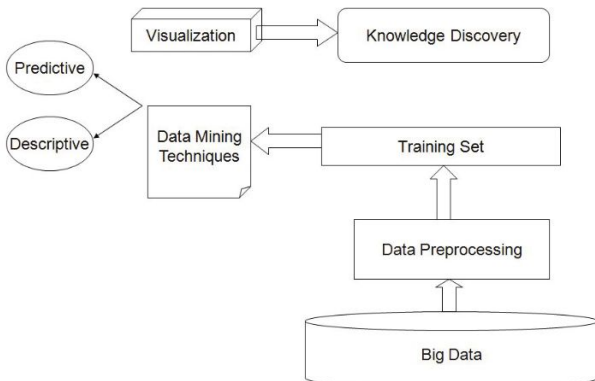 Visualization
Knowledge Discovery
Predictive
Descriptive
Data Mining
Techniques
Training Set
Data Preprocessing
Big Data